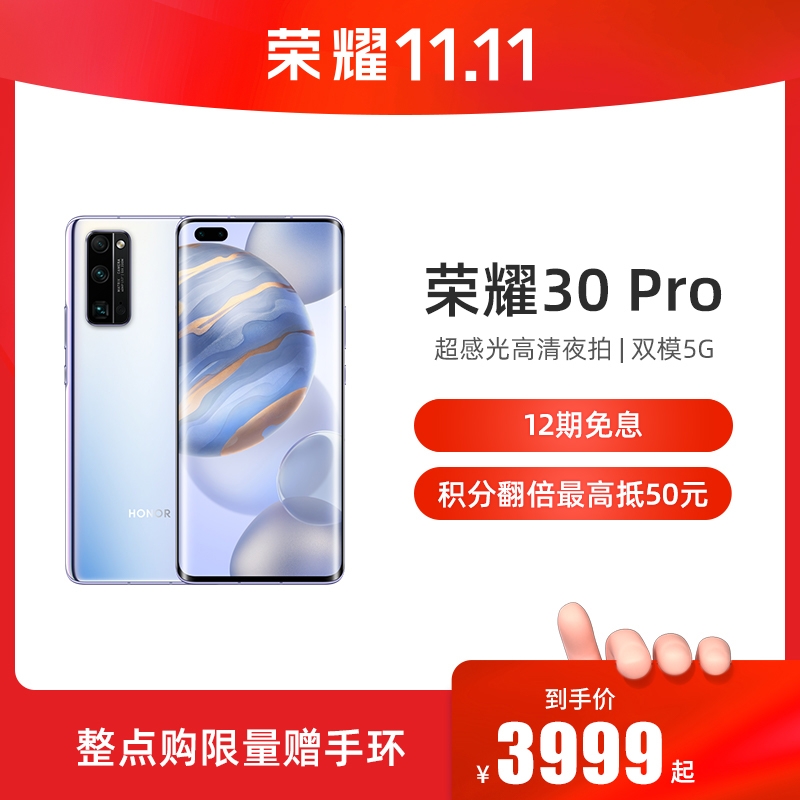 荣耀11.11
荣耀30 Pro
超感光高清夜拍 | 双模5G
12期免息
积分翻倍最高抵50元
HONOR
到手价
¥3999起
整点购限量赠手环